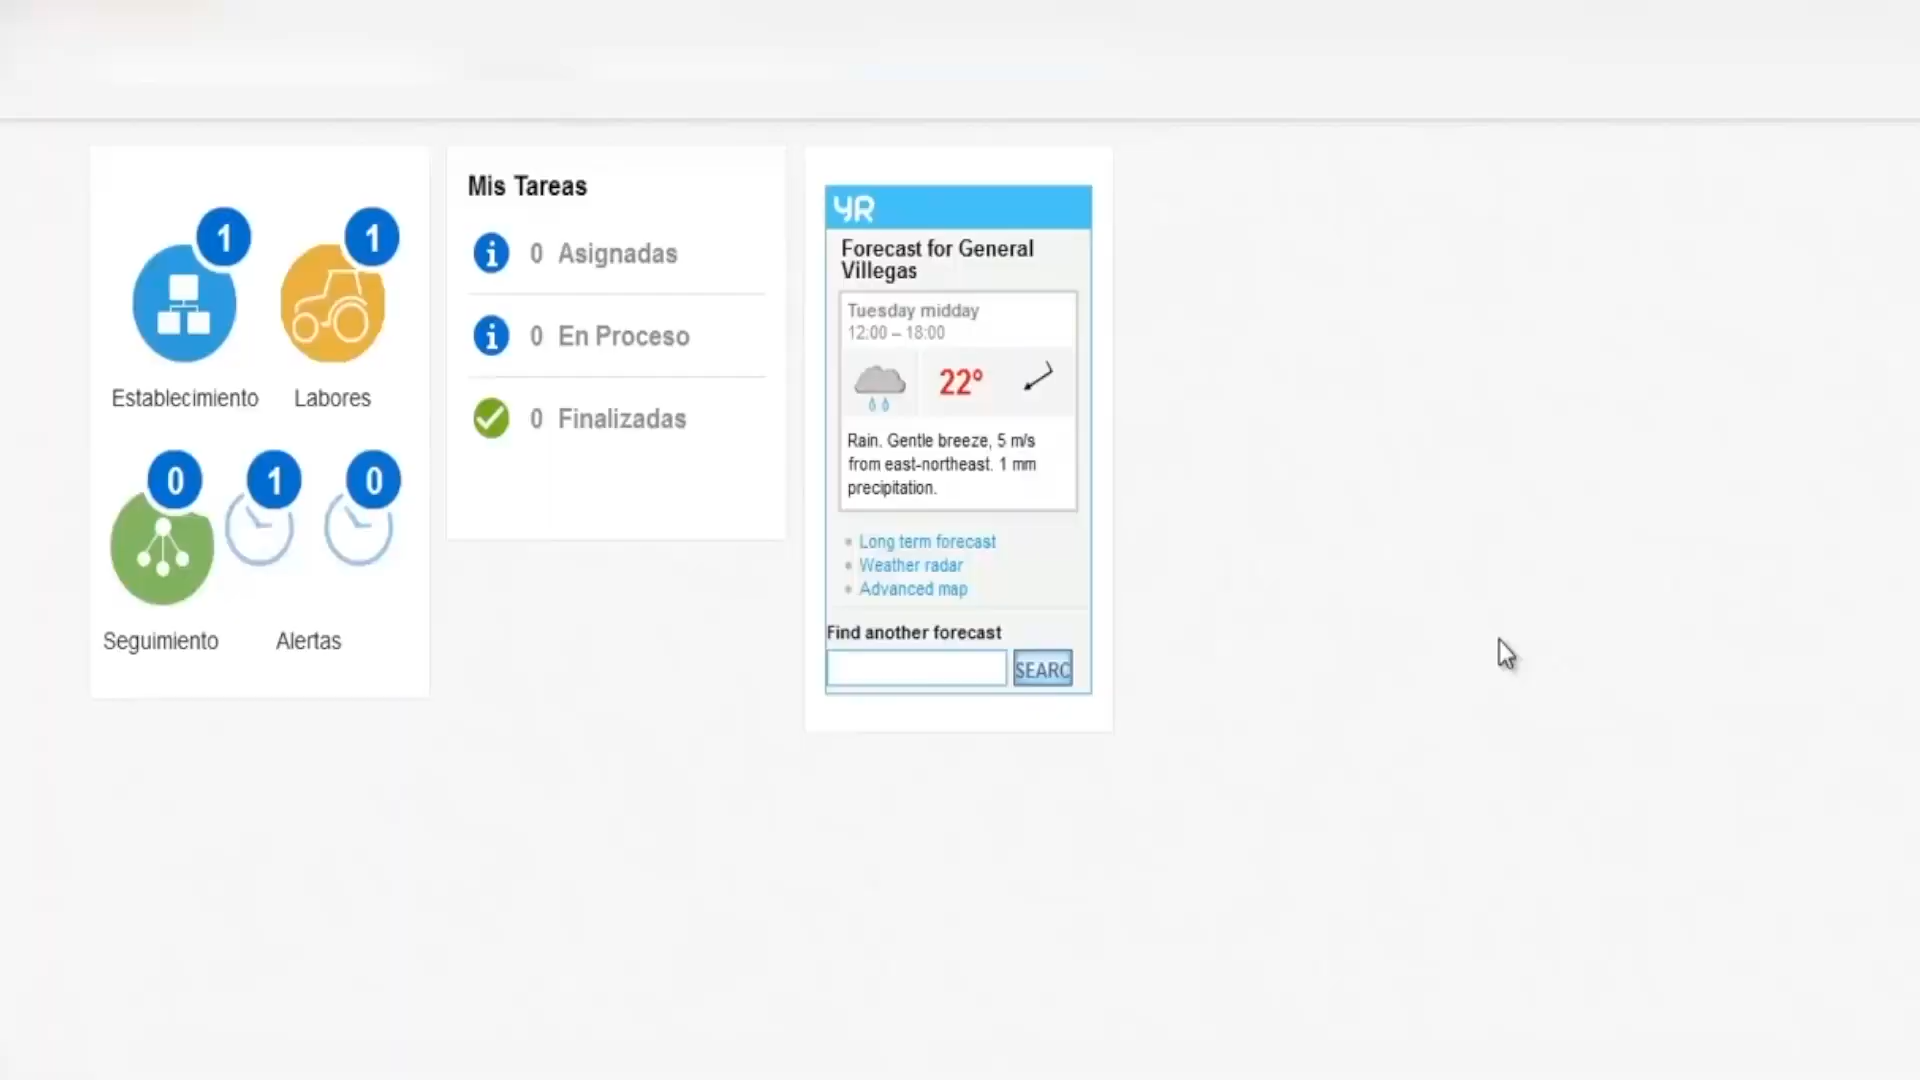 1
1
Establecimiento Labores
0
1
0
Seguimiento Alertas
Mis Tareas
0 Asignadas
0 En Proceso
0 Finalizadas
YR
Forecast for General
Villegas
Tuesday midday
12:00 – 18:00
22°
Rain. Gentle breeze, 5 m/s
from east-northeast. 1 mm
precipitation.
Long term forecast
Weather radar
Advanced map
Find another forecast
SEARC